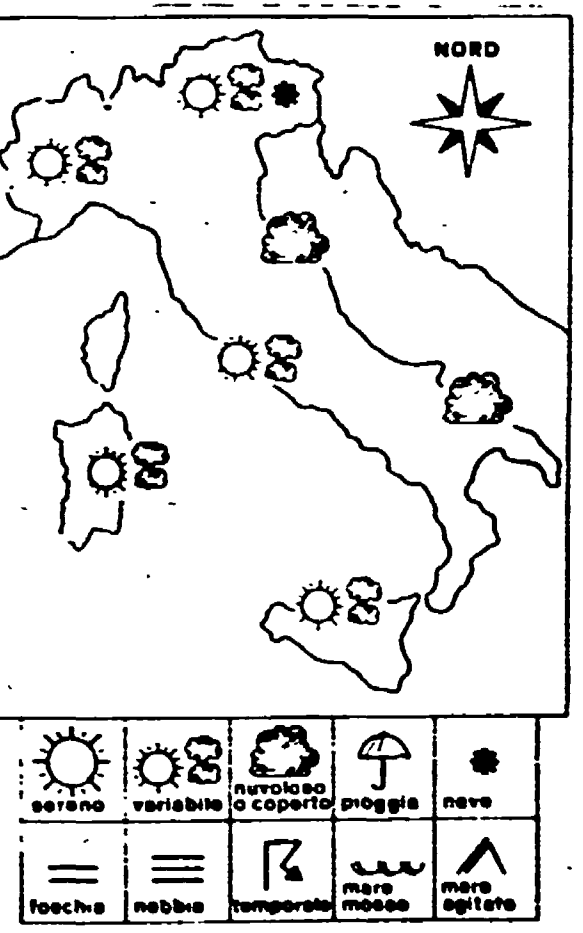 NORD
sereno
variabile
nuvoloso
o coperto
pioggia
neve
foschia
nebbia
temporale
mare
mosso
mare
agitato